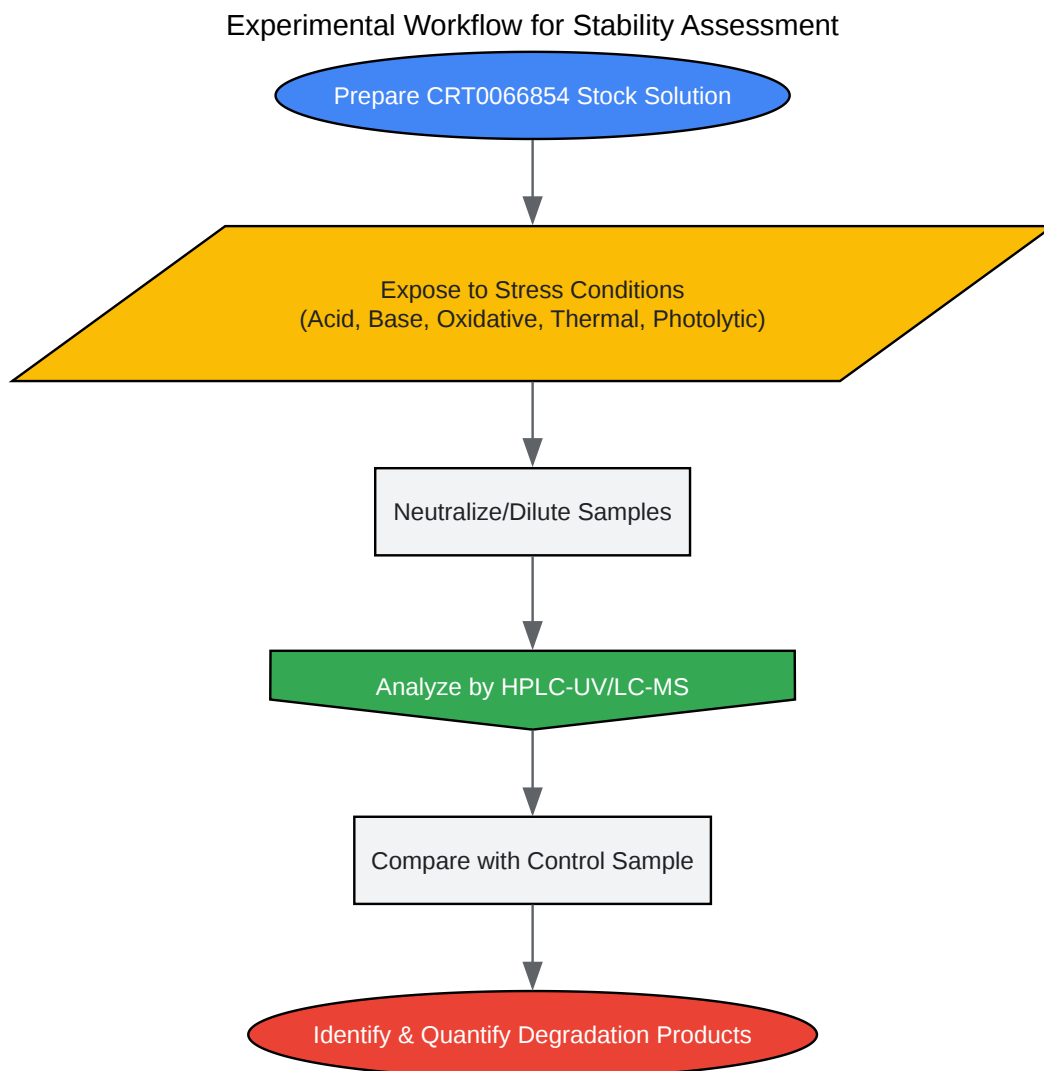 Experimental Workflow for Stability Assessment
Prepare CRT0066854 Stock Solution
Expose to Stress Conditions
(Acid, Base, Oxidative, Thermal, Photolytic)
Neutralize/Dilute Samples
Analyze by HPLC-UV/LC-MS
Compare with Control Sample
Identify & Quantify Degradation Products